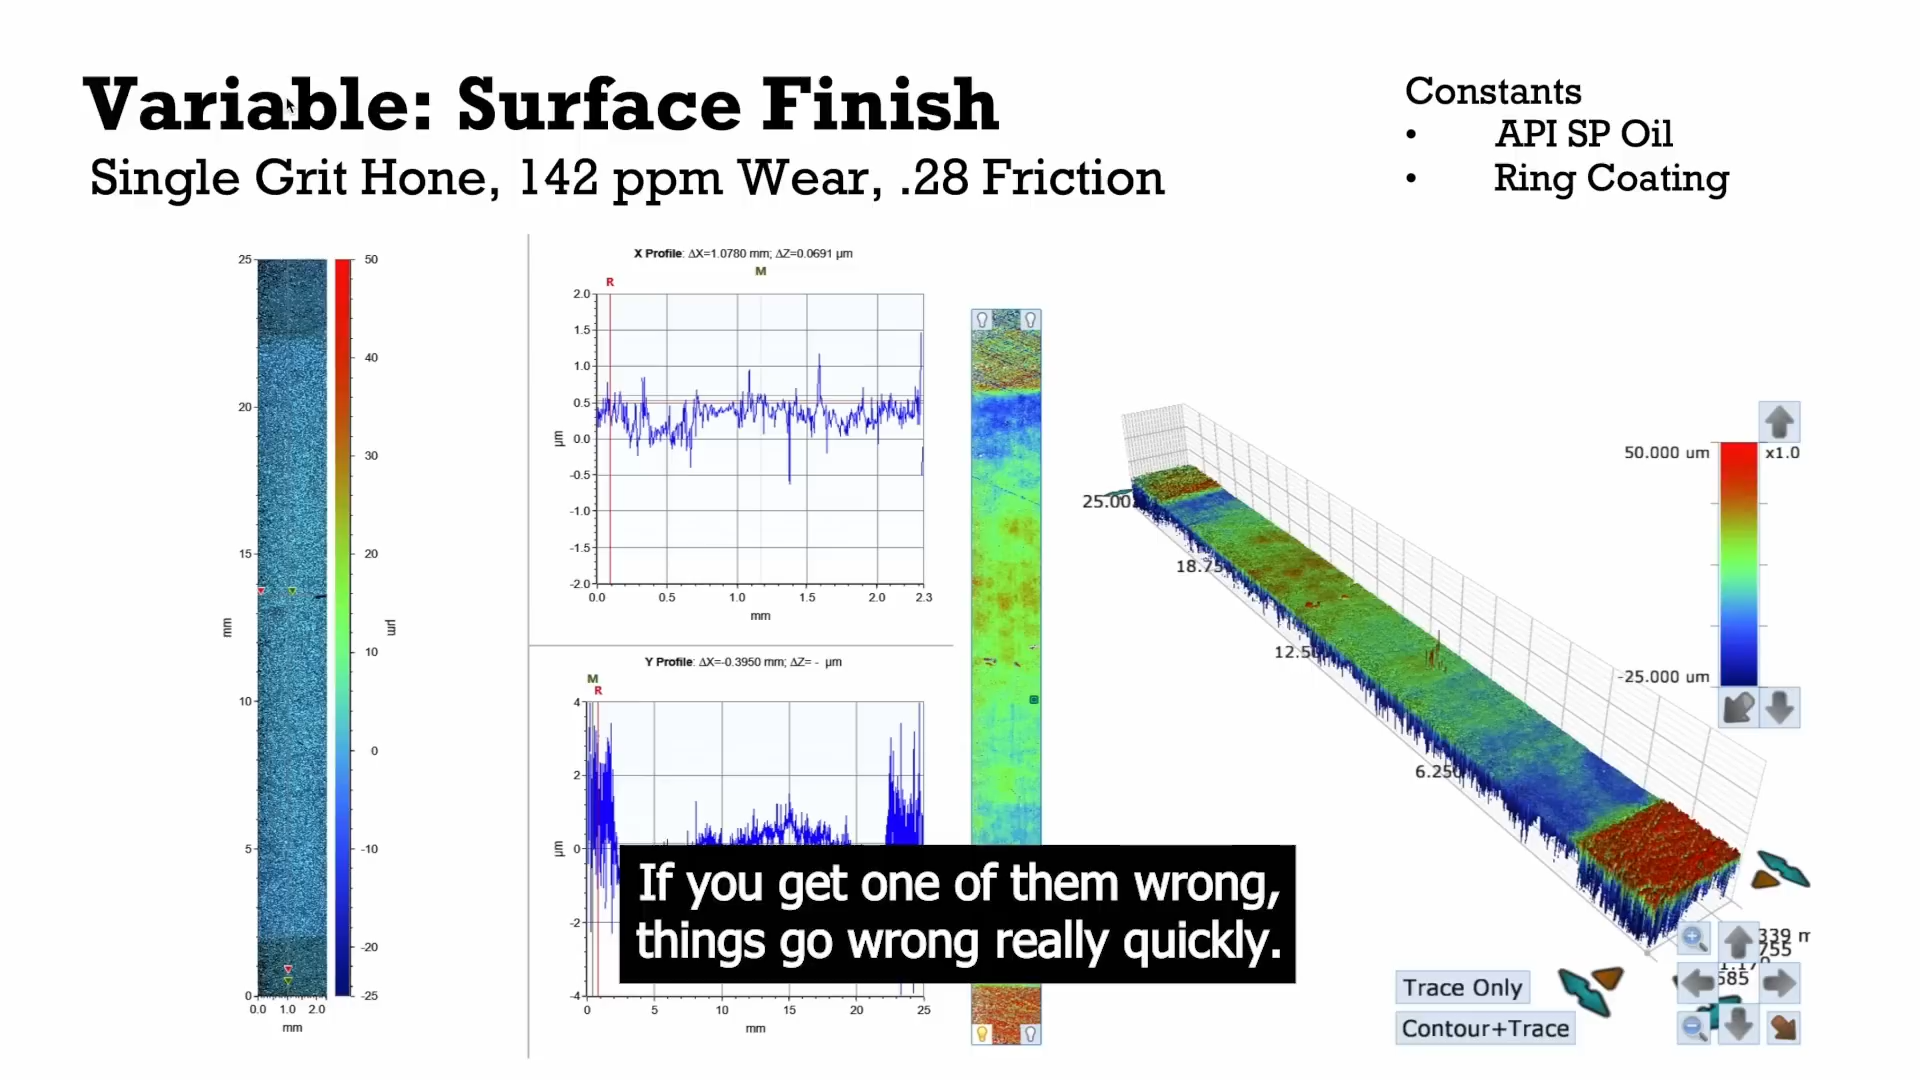 Variable: Surface Finish
Single Grit Hone, 142 ppm Wear, .28 Friction
Constants
• API SP Oil
• Ring Coating
25
20
15
10
5
0
mm
0.0 1.0 2.0
mm
50
40
30
20
10
0
-10
-20
-25
µm
X Profile: ΔX=1.0780 mm; ΔZ=0.0691 µm
R
M
2.0
1.5
1.0
0.5
0.0
-0.5
-1.0
-1.5
-2.0
µm
0.0 0.5 1.0 1.5 2.0 2.3
mm
Y Profile: ΔX=-0.3950 mm; ΔZ= - µm
M
R
4
2
0
-2
-4
µm
0 5 10 15 20 25
mm
If you get one of them wrong,
things go wrong really quickly.
25.00
18.75
12.50
6.250
50.000 um
x1.0
-25.000 um
339 m
755
1.170
585
Trace Only
Contour+Trace